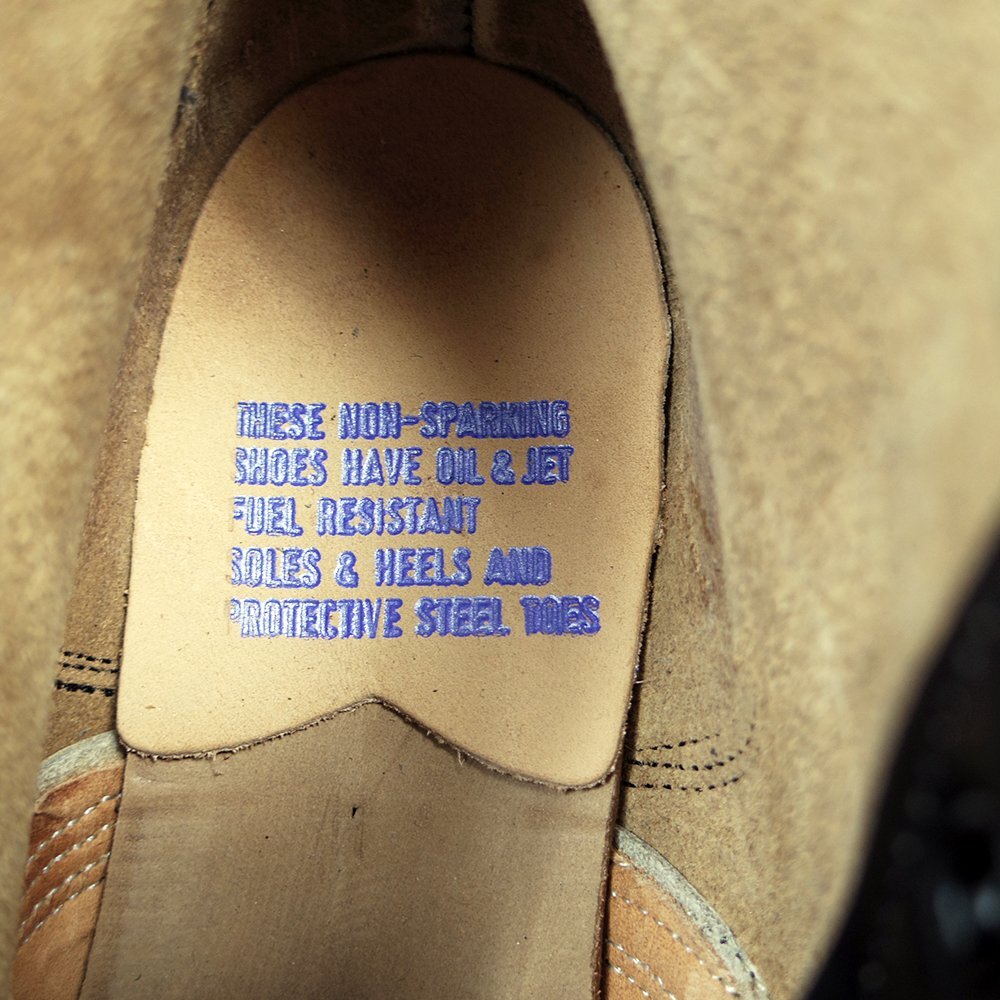 THESE NON-SPARKING
SHOES HAVE OIL & JET
FUEL RESISTANT
SOLES & HEELS AND
PROTECTIVE STEEL TOES